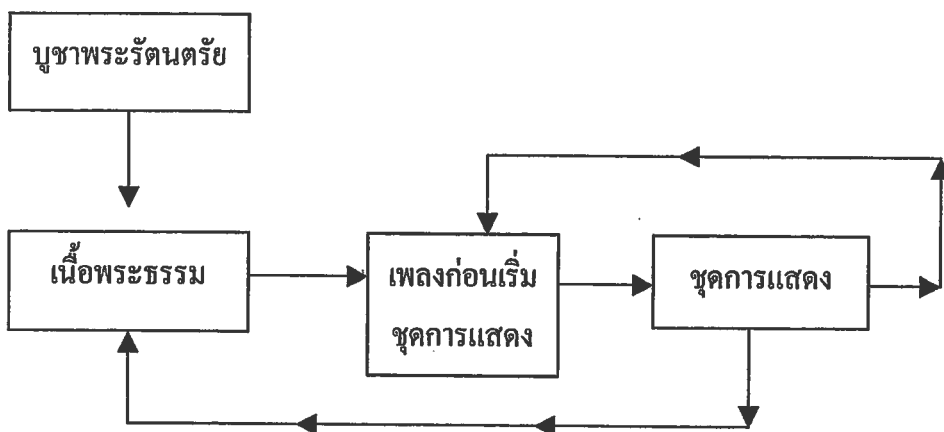 บูชาพระรัตนตรัย
เนื้อพระธรรม
เพลงก่อนเริ่ม
ชุดการแสดง
ชุดการแสดง